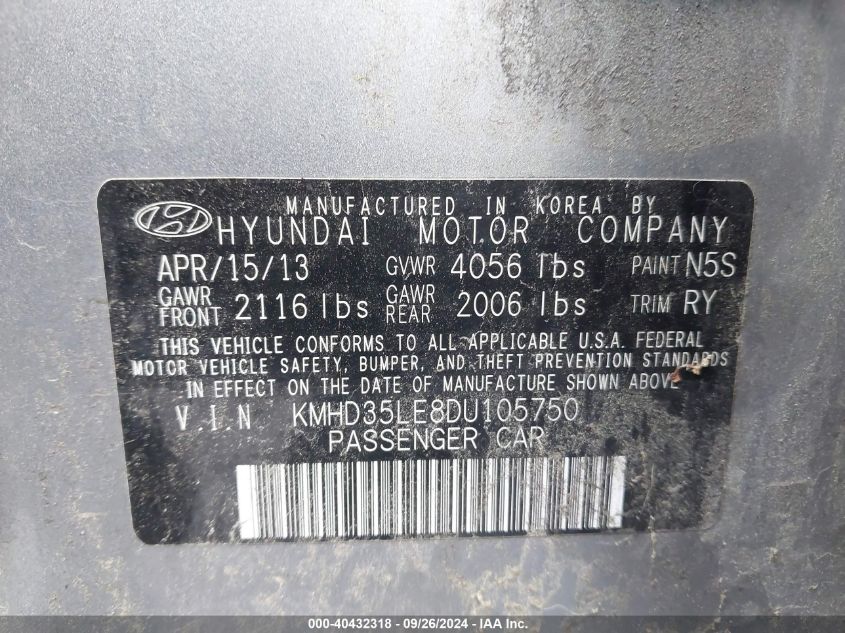 MANUFACTURED IN KOREA BY
HYUNDAI MOTOR COMPANY
APR/15/13 GVWR 4056 lbs PAINT N5S
GAWR FRONT 2116 lbs GAWR REAR 2006 lbs TRIM RY
THIS VEHICLE CONFORMS TO ALL APPLICABLE U.S.A. FEDERAL
MOTOR VEHICLE SAFETY, BUMPER, AND THEFT PREVENTION STANDARDS
IN EFFECT ON THE DATE OF MANUFACTURE SHOWN ABOVE
VIN KMHD35LE8DU105750
PASSENGER CAR
000-40432318 - 09/26/2024 - IAA Inc.